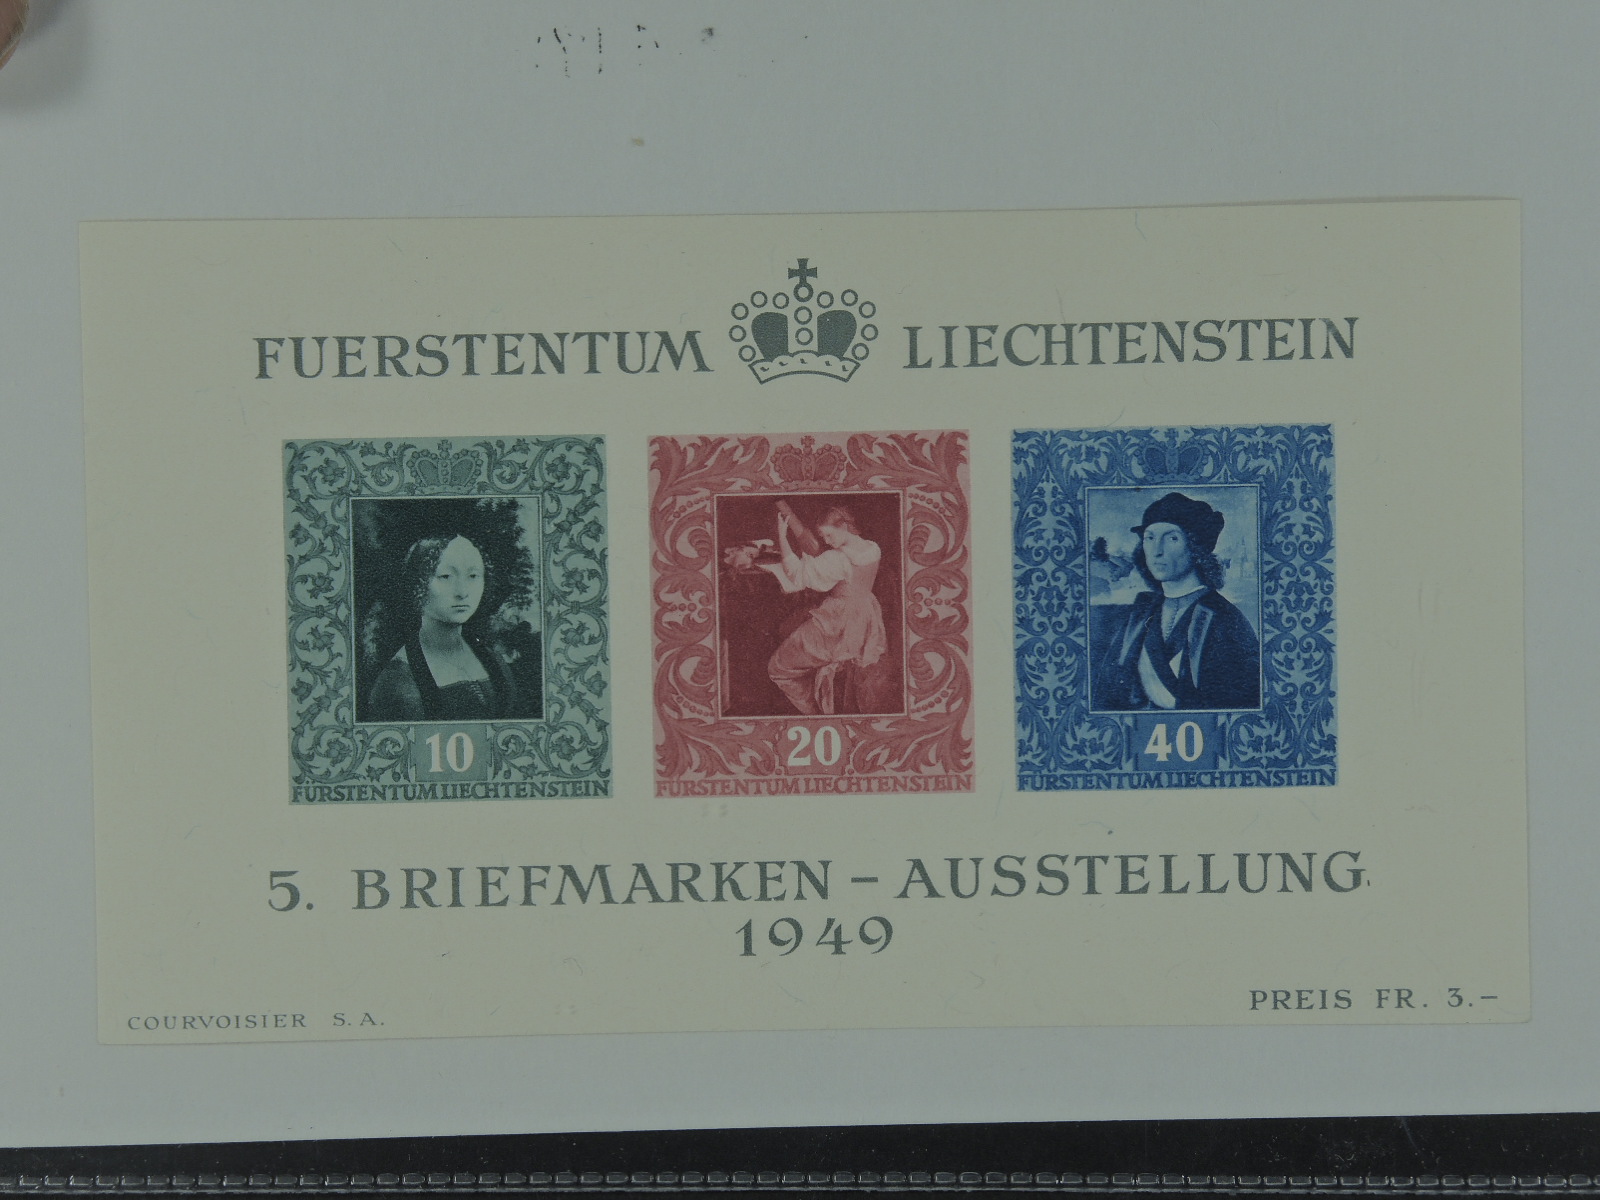 FUERSTENTUM LIECHTENSTEIN
10
FÜRSTENTUM LIECHTENSTEIN
20
FÜRSTENTUM LIECHTENSTEIN
40
FÜRSTENTUM LIECHTENSTEIN
5. BRIEFMARKEN - AUSSTELLUNG
1949
COURVOISIER S. A.
PREIS FR. 3.-